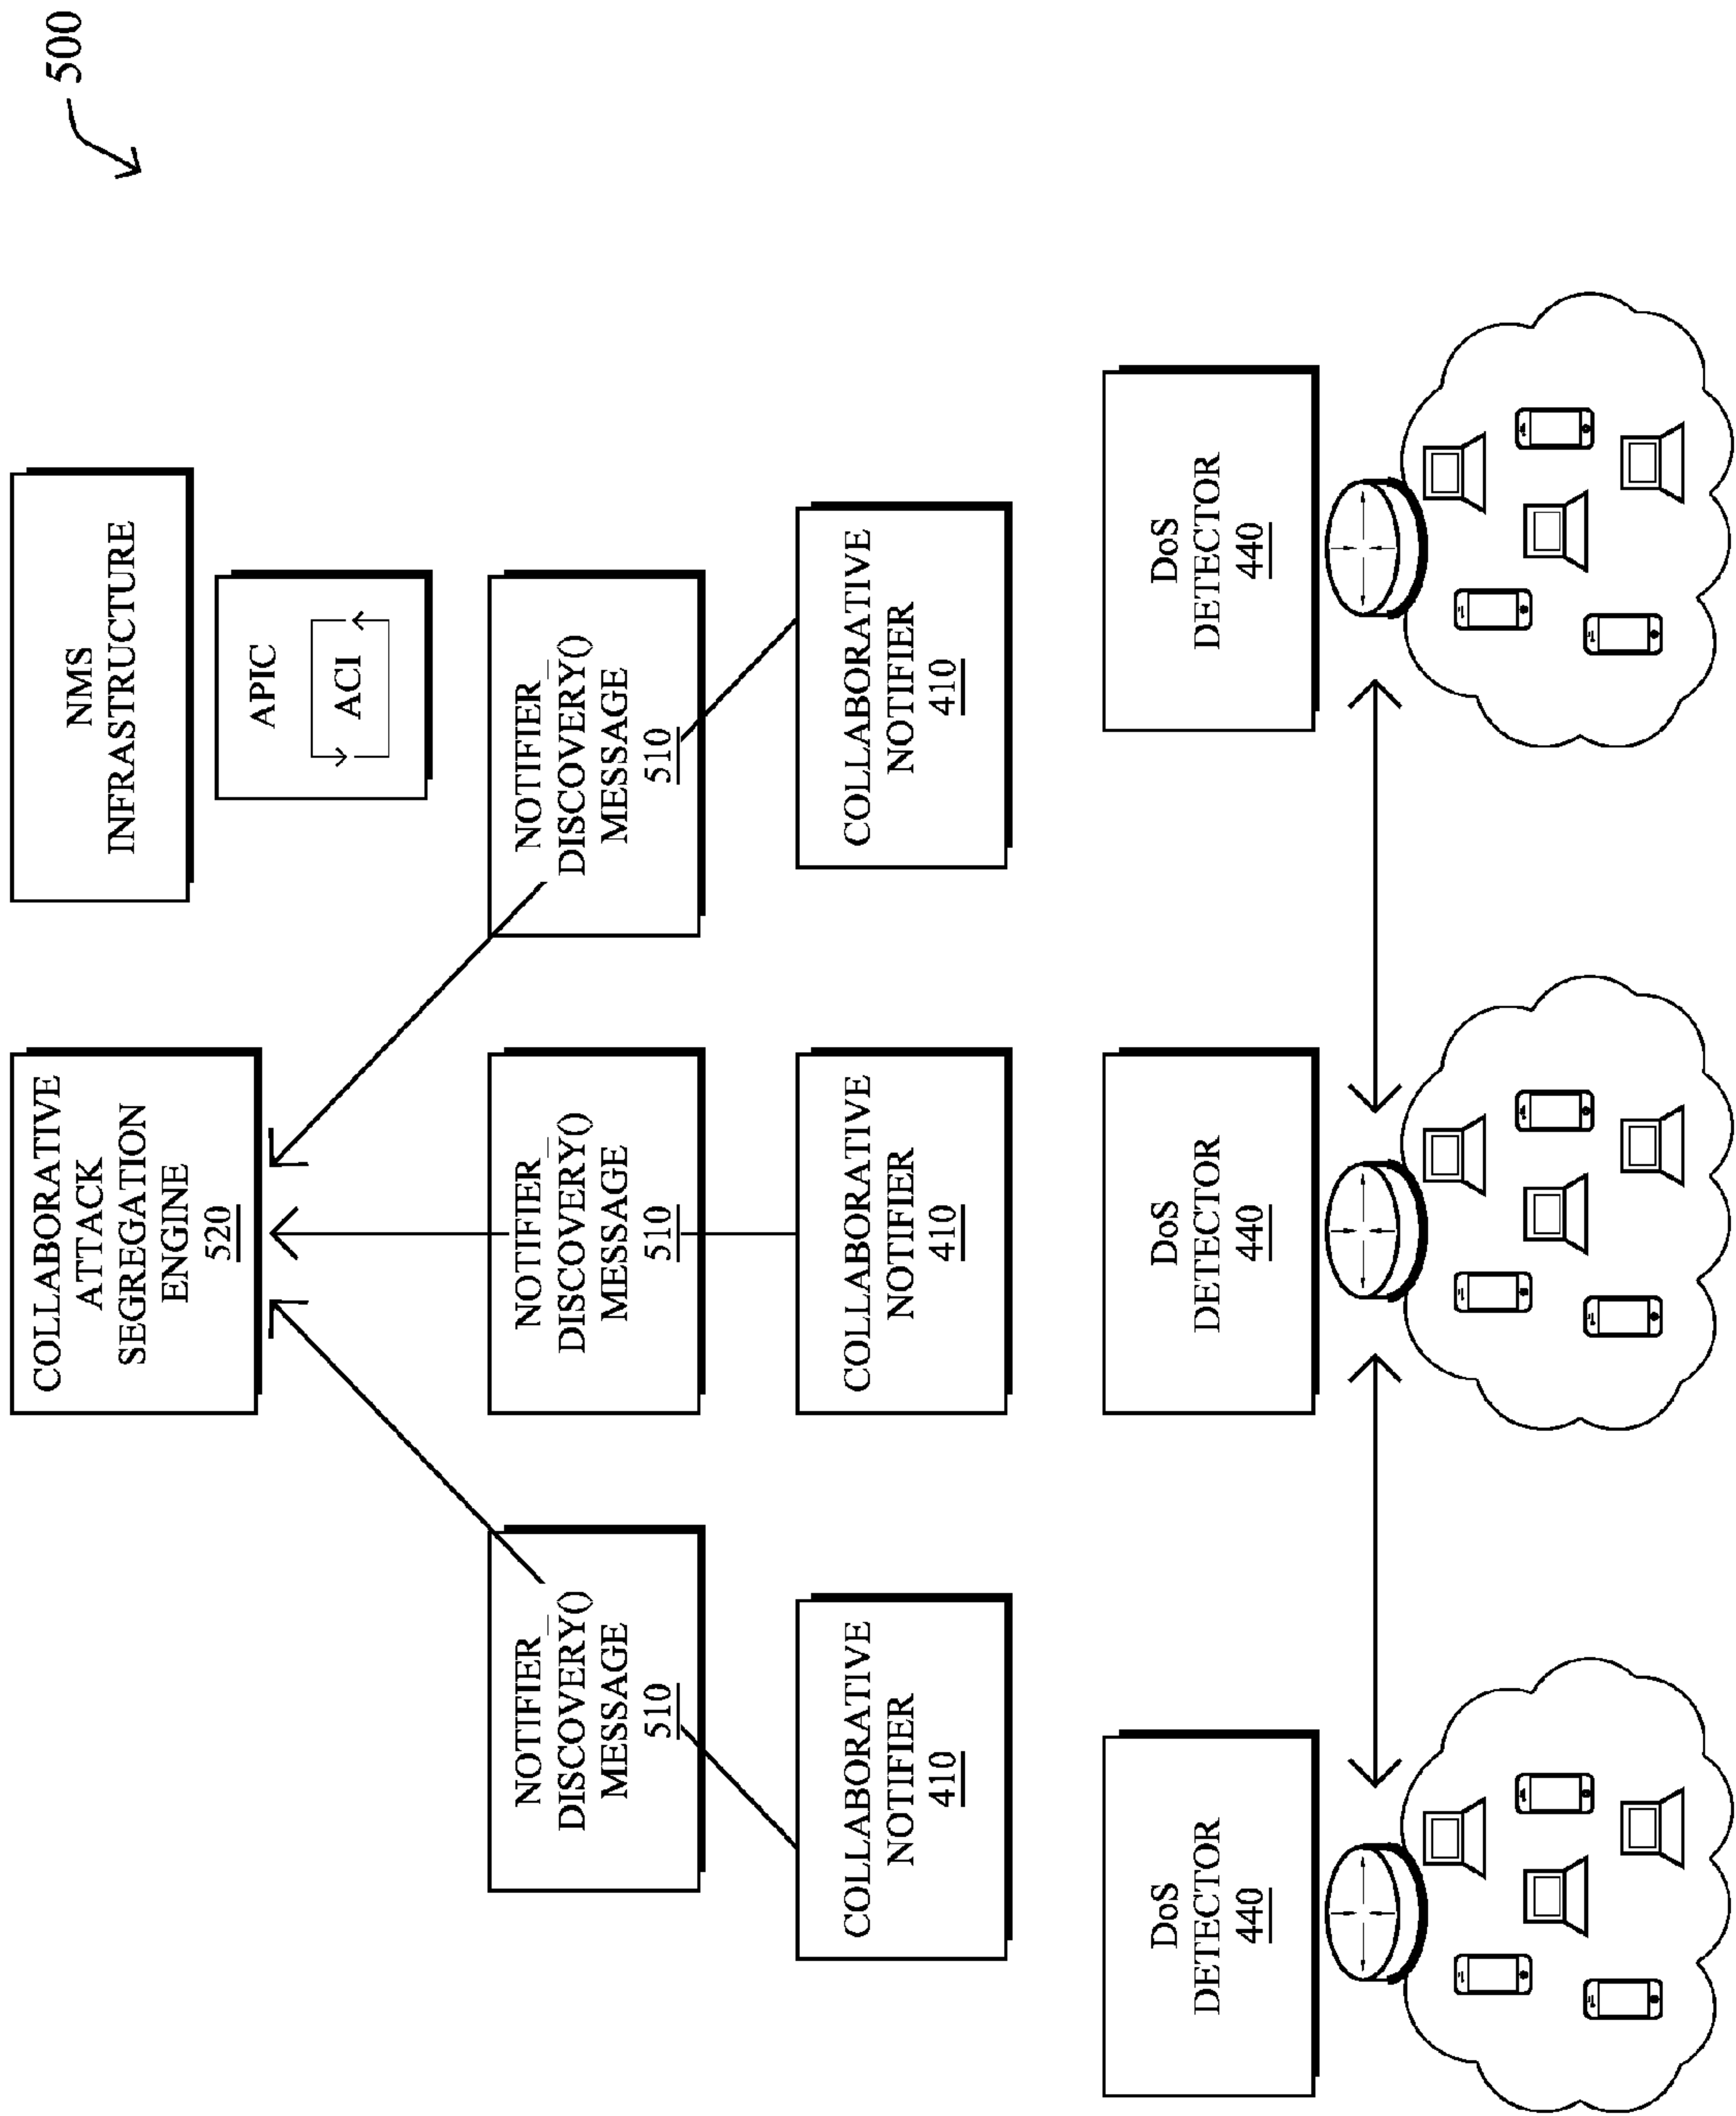 500
COLLABORATIVE
ATTACK
SEGREGATION
ENGINE
520
NMS
INFRASTRUCTURE
APIC
ACI
NOTIFIER_
DISCOVERY()
MESSAGE
510
NOTIFIER_
DISCOVERY()
MESSAGE
510
NOTIFIER_
DISCOVERY()
MESSAGE
510
COLLABORATIVE
NOTIFIER
410
COLLABORATIVE
NOTIFIER
410
COLLABORATIVE
NOTIFIER
410
DoS
DETECTOR
440
DoS
DETECTOR
440
DoS
DETECTOR
440